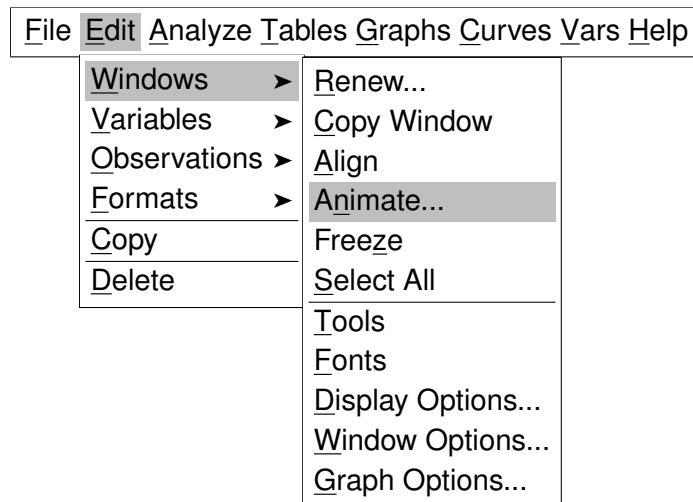 File Edit Analyze Tables Graphs Curves Vars Help
Windows ➤
Variables ➤
Observations ➤
Formats ➤
Copy
Delete
Renew...
Copy Window
Align
Animate...
Freeze
Select All
Tools
Fonts
Display Options...
Window Options...
Graph Options...